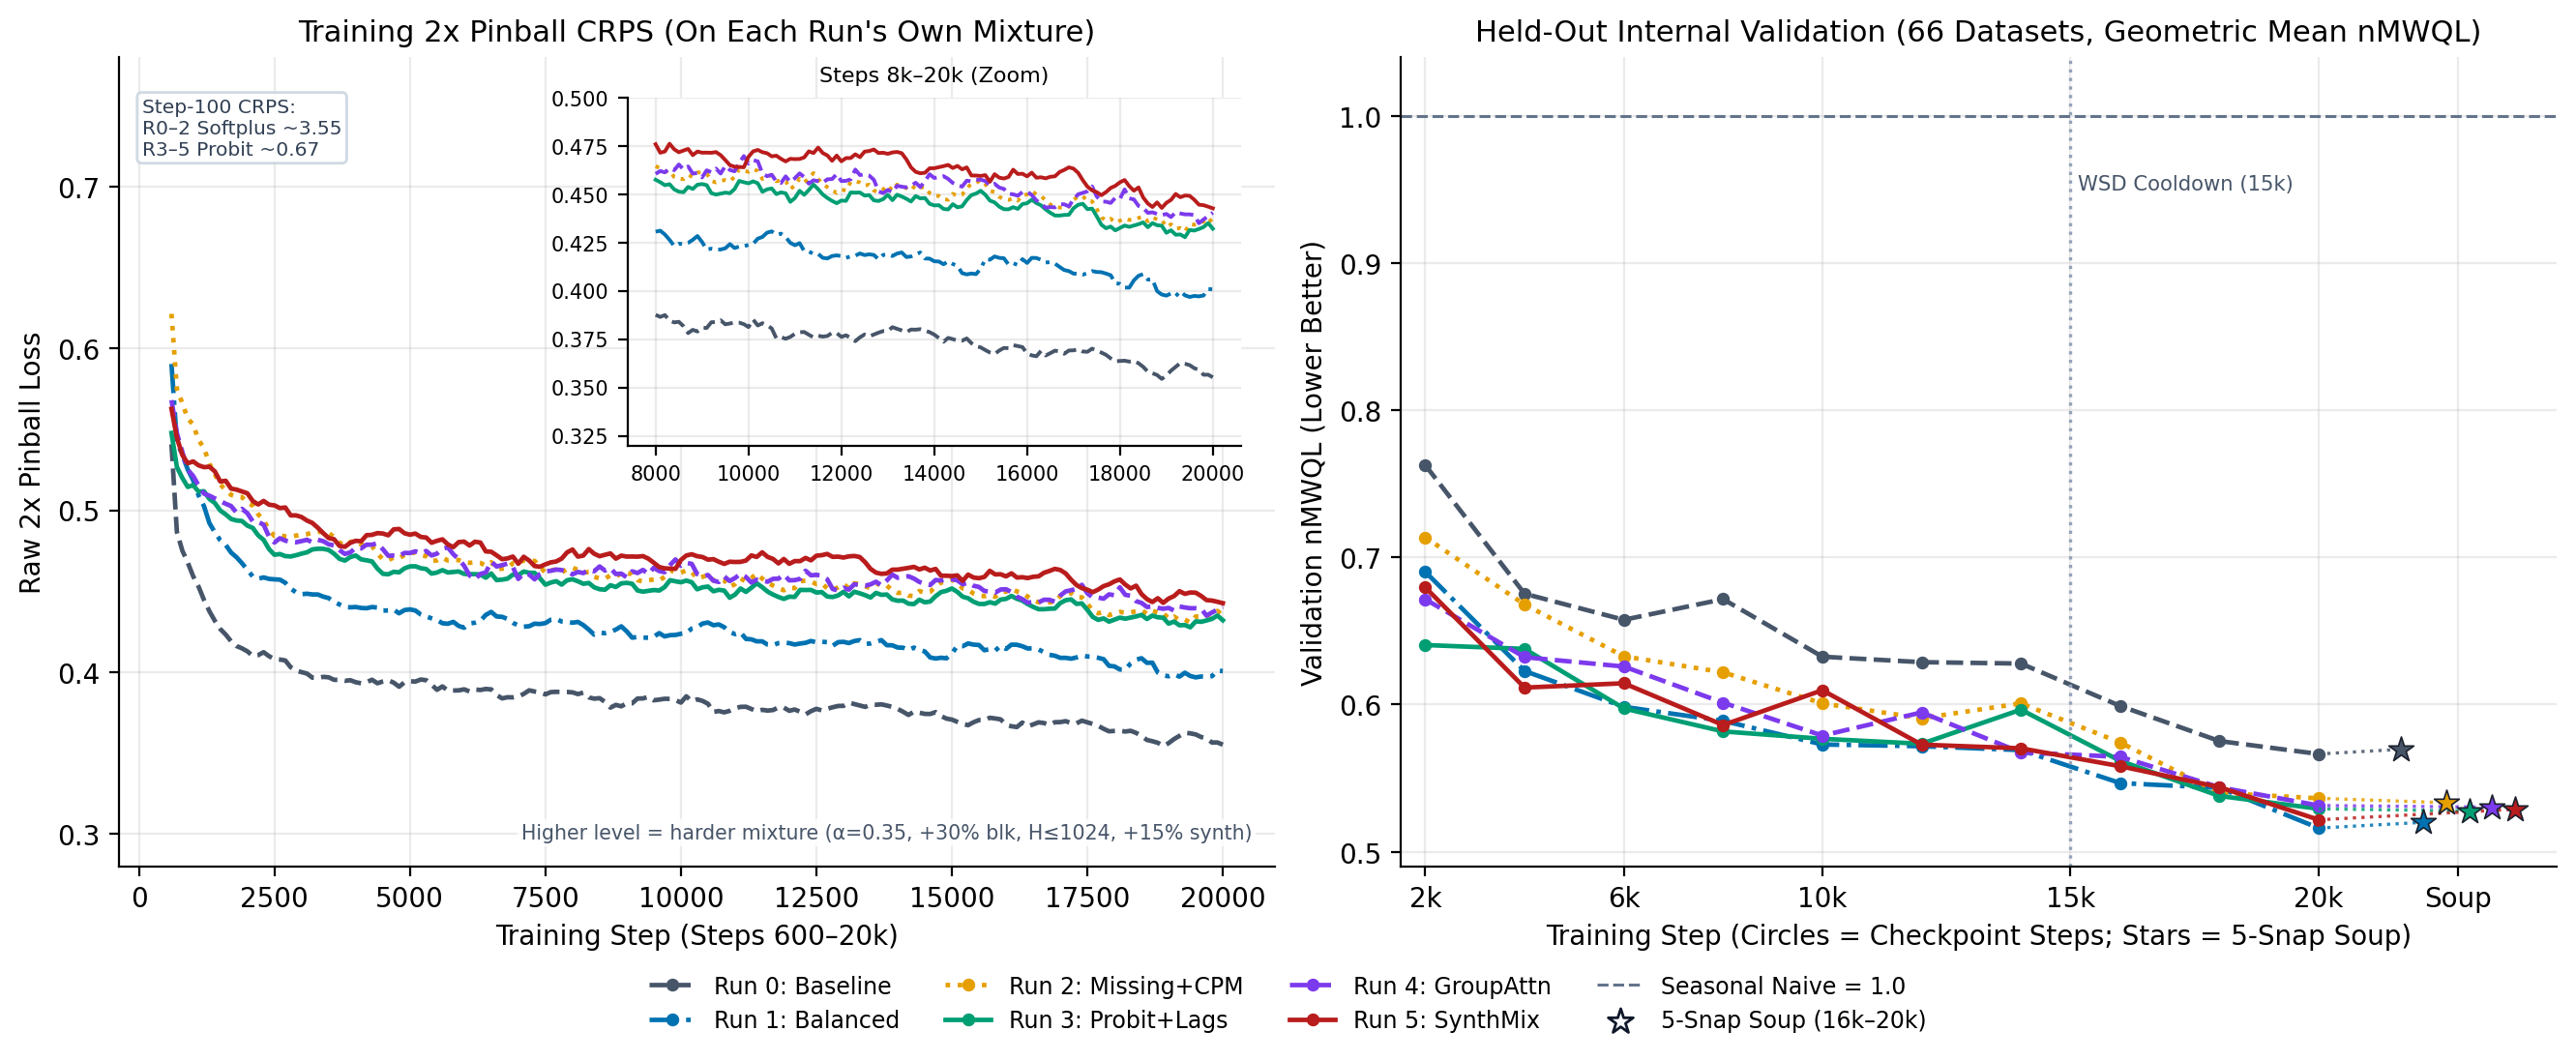 Training 2x Pinball CRPS (On Each Run's Own Mixture)
Raw 2x Pinball Loss
0.7
0.6
0.5
0.4
0.3
Step-100 CRPS:
R0–2 Softplus ~3.55
R3–5 Probit ~0.67
Steps 8k–20k (Zoom)
0.500
0.475
0.450
0.425
0.400
0.375
0.350
0.325
8000 10000 12000 14000 16000 18000 20000
Higher level = harder mixture (α=0.35, +30% blk, H≤1024, +15% synth)
0 2500 5000 7500 10000 12500 15000 17500 20000
Training Step (Steps 600–20k)
Held-Out Internal Validation (66 Datasets, Geometric Mean nMWQL)
Validation nMWQL (Lower Better)
1.0
0.9
0.8
0.7
0.6
0.5
WSD Cooldown (15k)
2k 6k 10k 15k 20k Soup
Training Step (Circles = Checkpoint Steps; Stars = 5-Snap Soup)
Run 0: Baseline
Run 1: Balanced
Run 2: Missing+CPM
Run 3: Probit+Lags
Run 4: GroupAttn
Run 5: SynthMix
Seasonal Naive = 1.0
5-Snap Soup (16k–20k)